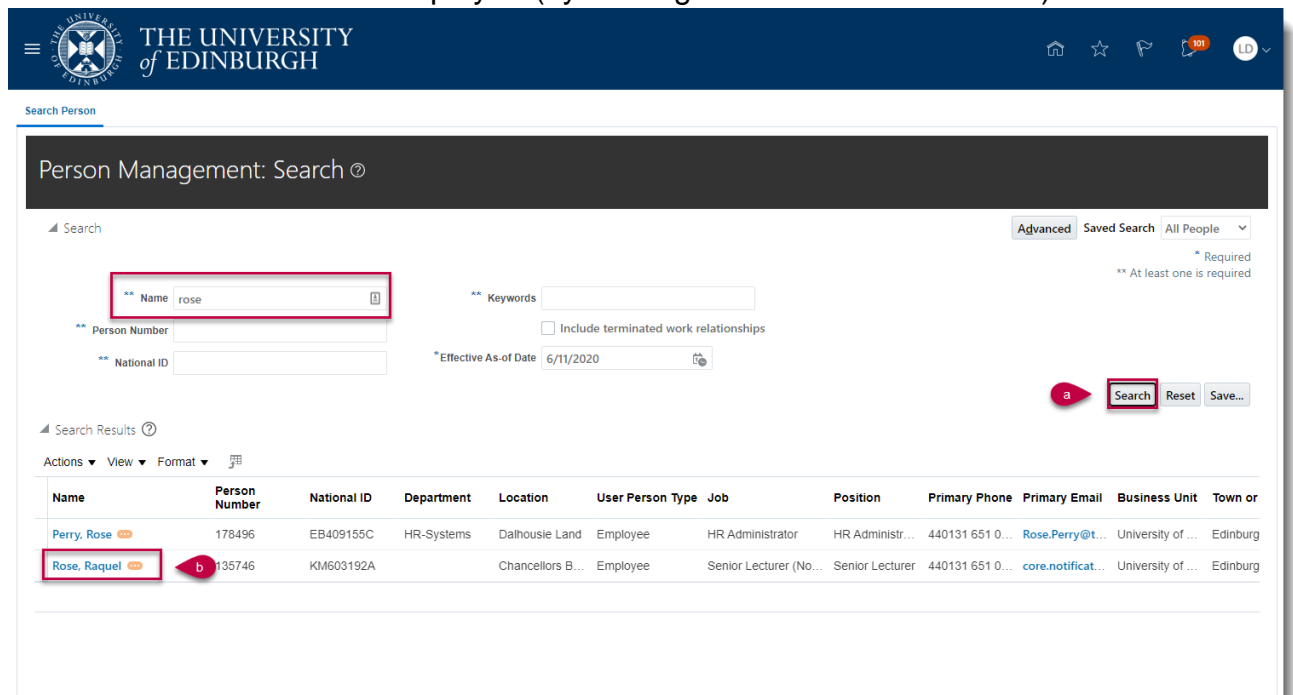 THE UNIVERSITY
of EDINBURGH
101
LD
Search Person
Person Management: Search
Search
Advanced Saved Search All People
* Required
** At least one is required
** Name rose
** Keywords
** Person Number
Include terminated work relationships
** National ID
*Effective As-of Date 6/11/2020
a
Search Reset Save...
Search Results
Actions View Format
Name Person Number National ID Department Location User Person Type Job Position Primary Phone Primary Email Business Unit Town or
Perry, Rose 178496 EB409155C HR-Systems Dalhousie Land Employee HR Administrator HR Administr... 440131 651 0... Rose.Perry@t... University of ... Edinburg
Rose, Raquel b 135746 KM603192A Chancellors B... Employee Senior Lecturer (No... Senior Lecturer 440131 651 0... core.notificat... University of ... Edinburg